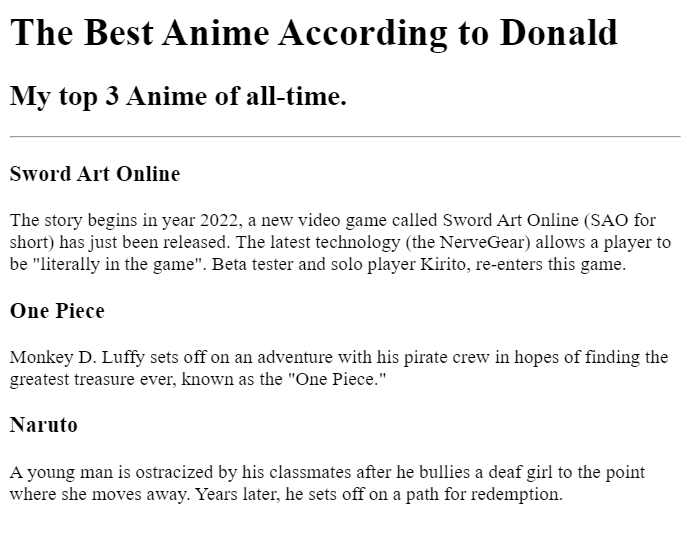 The Best Anime According to Donald
My top 3 Anime of all-time.
Sword Art Online
The story begins in year 2022, a new video game called Sword Art Online (SAO for
short) has just been released. The latest technology (the NerveGear) allows a player to
be "literally in the game". Beta tester and solo player Kirito, re-enters this game.
One Piece
Monkey D. Luffy sets off on an adventure with his pirate crew in hopes of finding the
greatest treasure ever, known as the "One Piece."
Naruto
A young man is ostracized by his classmates after he bullies a deaf girl to the point
where she moves away. Years later, he sets off on a path for redemption.